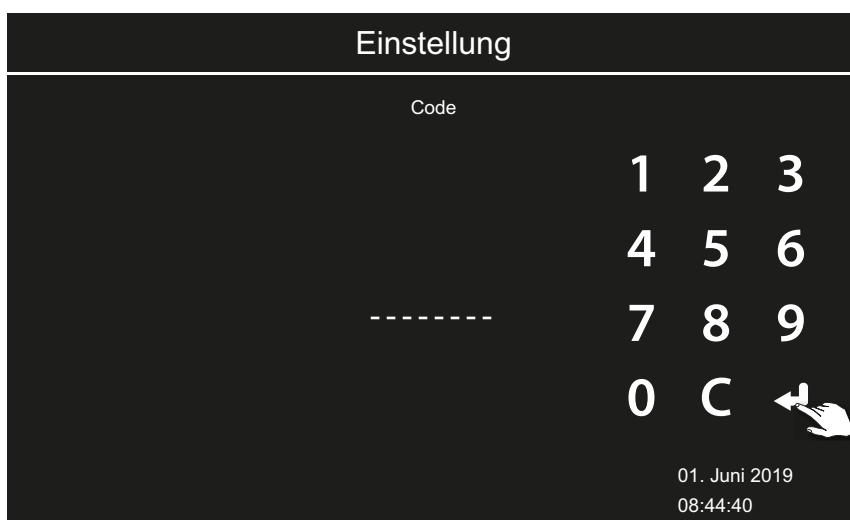 Einstellung
Code
1 2 3
4 5 6
--------
7 8 9
0 C
01. Juni 2019
08:44:40